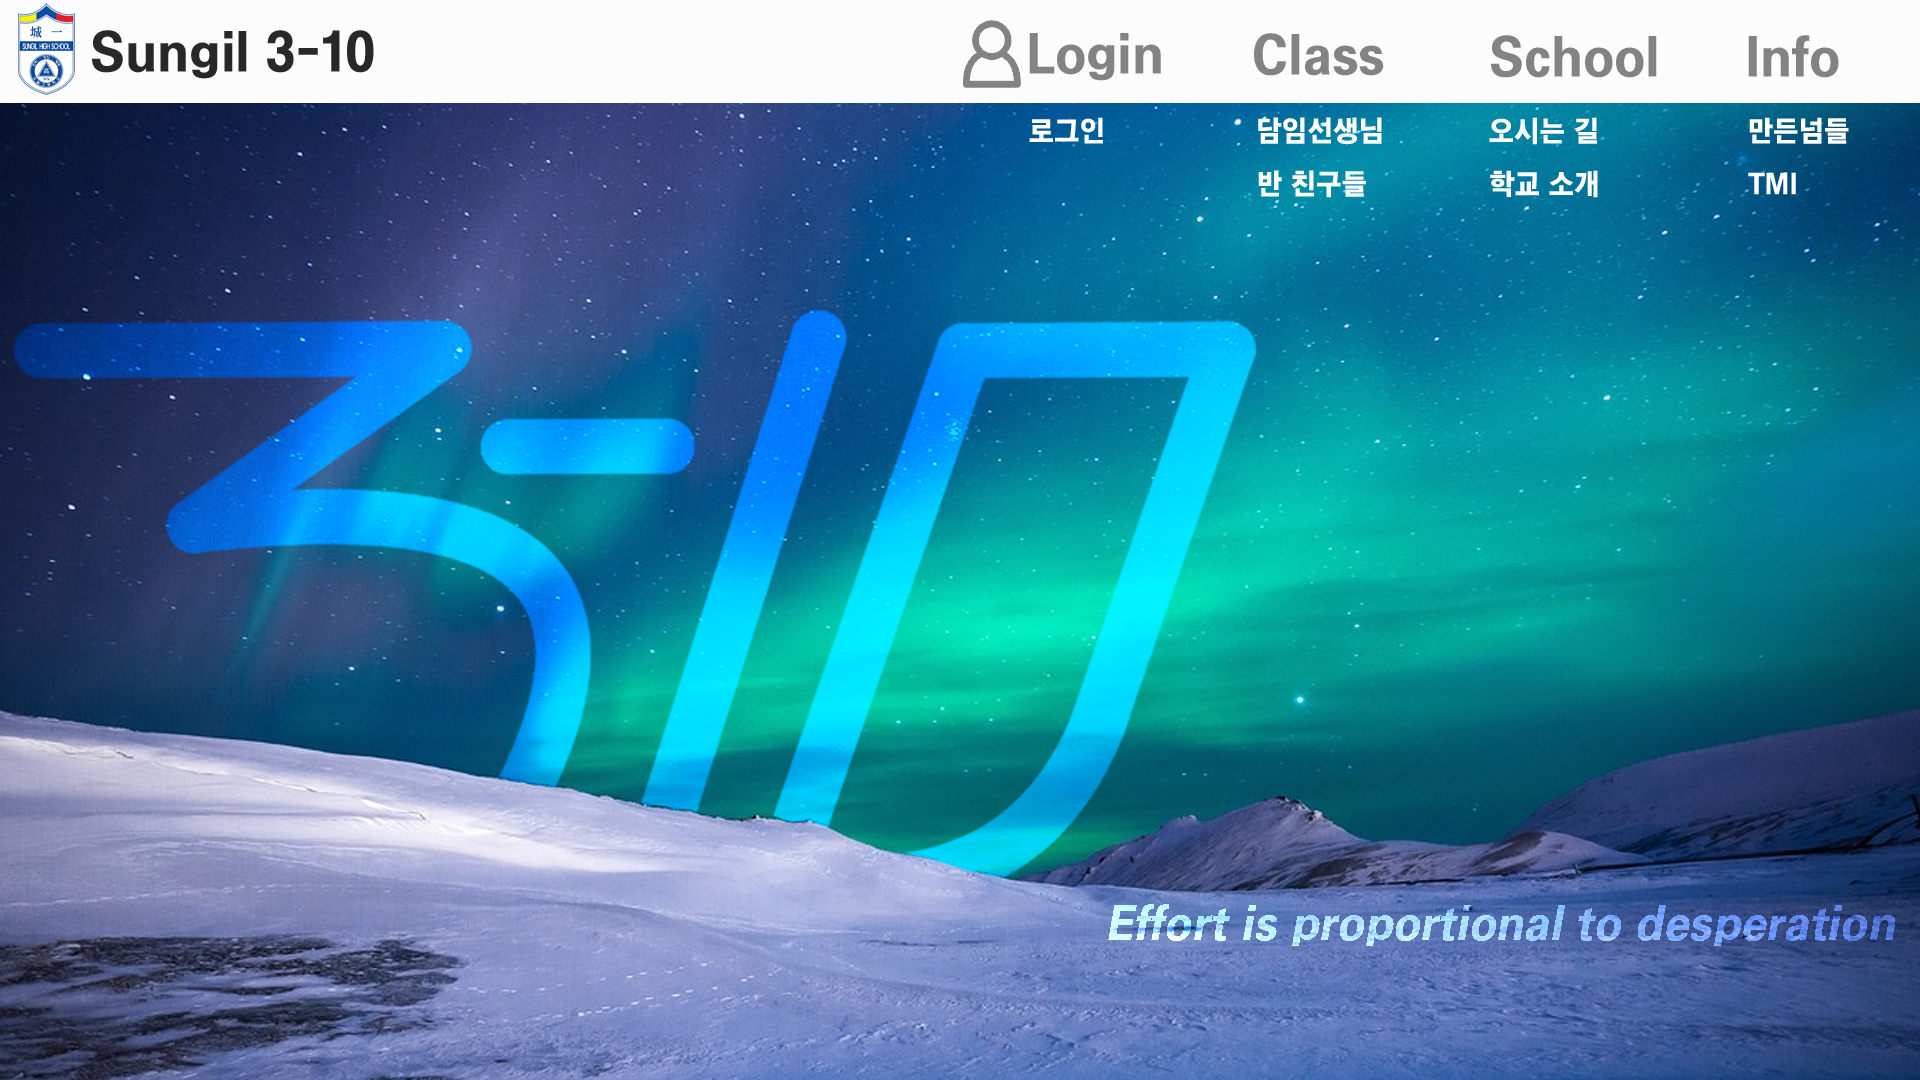 城一
SUNGIL HIGH SCHOOL
Sungil 3-10
Login
Class
School
Info
로그인
담임선생님
오시는 길
만든넘들
반 친구들
학교 소개
TMI
3-10
Effort is proportional to desperation